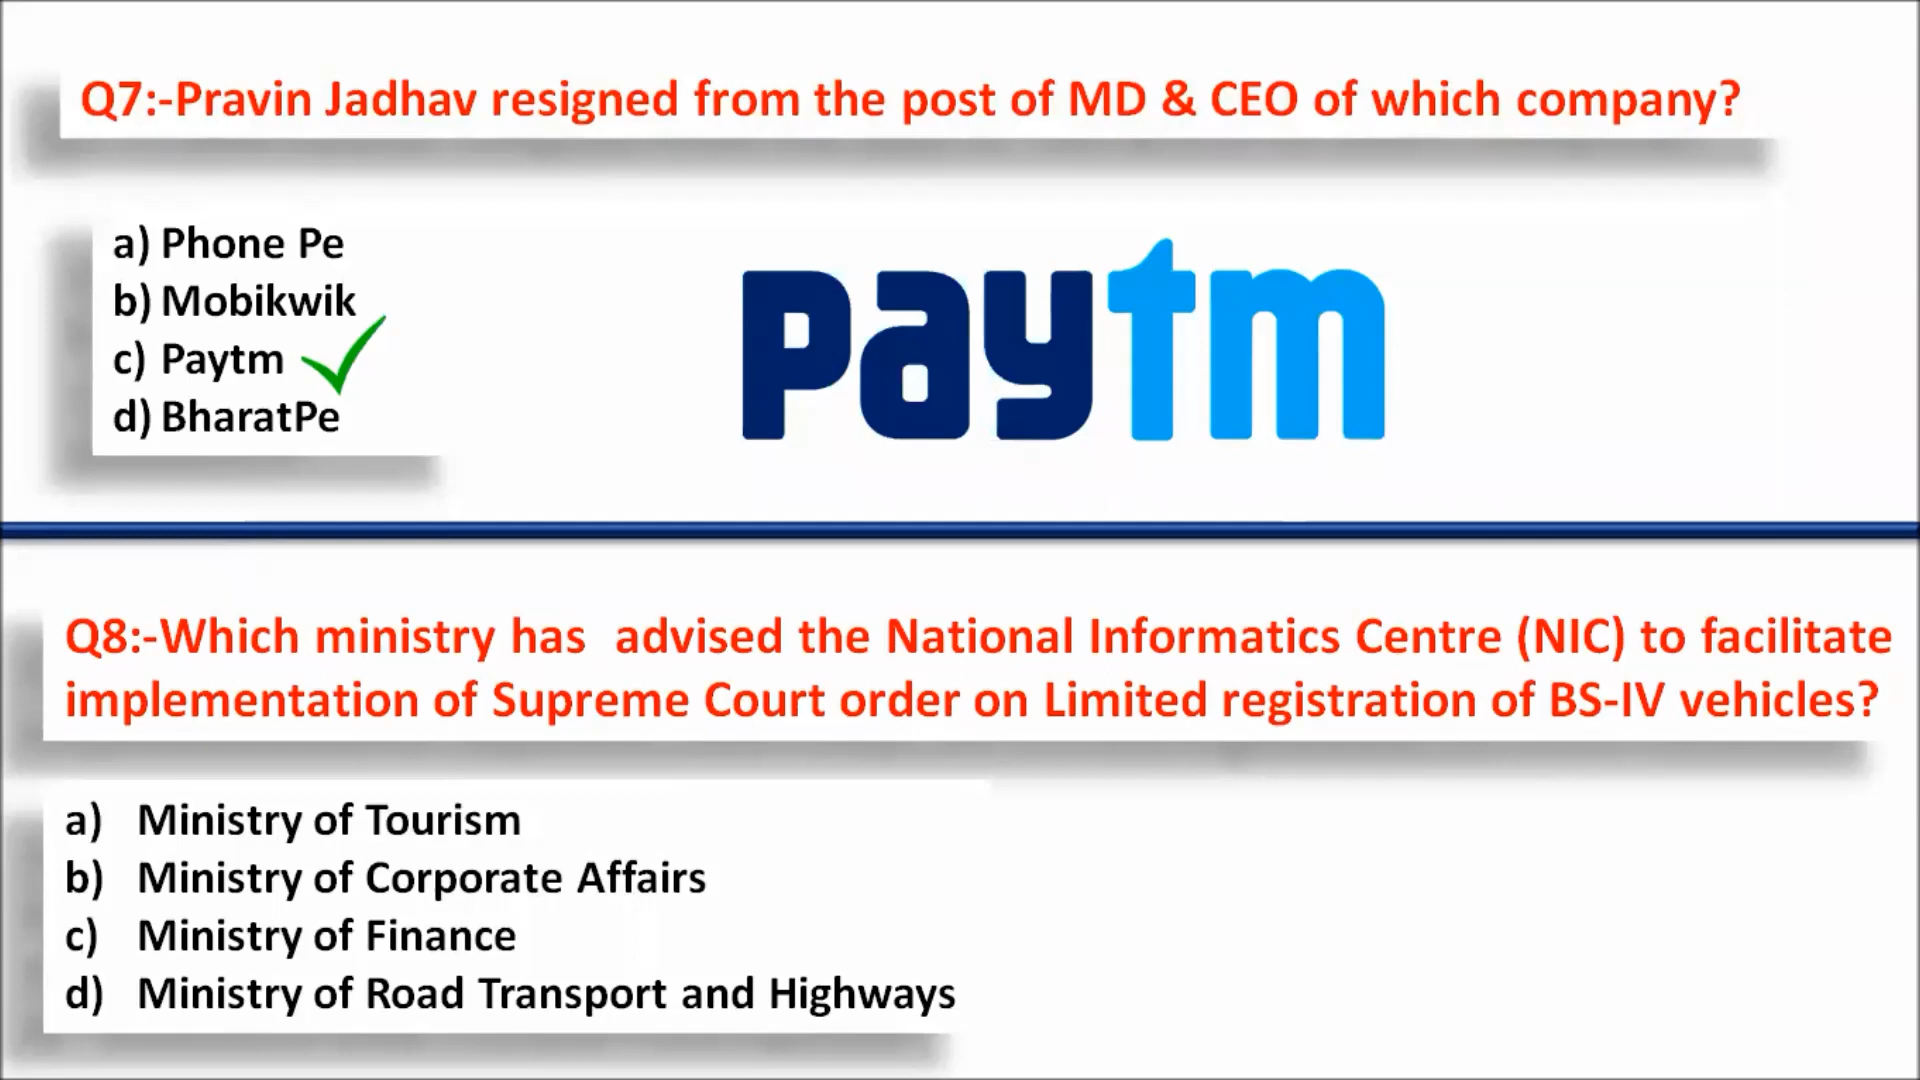 Q7:-Pravin Jadhav resigned from the post of MD & CEO of which company?
a) Phone Pe
b) Mobikwik
c) Paytm
d) BharatPe
paytm
Q8:-Which ministry has advised the National Informatics Centre (NIC) to facilitate
implementation of Supreme Court order on Limited registration of BS-IV vehicles?
a) Ministry of Tourism
b) Ministry of Corporate Affairs
c) Ministry of Finance
d) Ministry of Road Transport and Highways